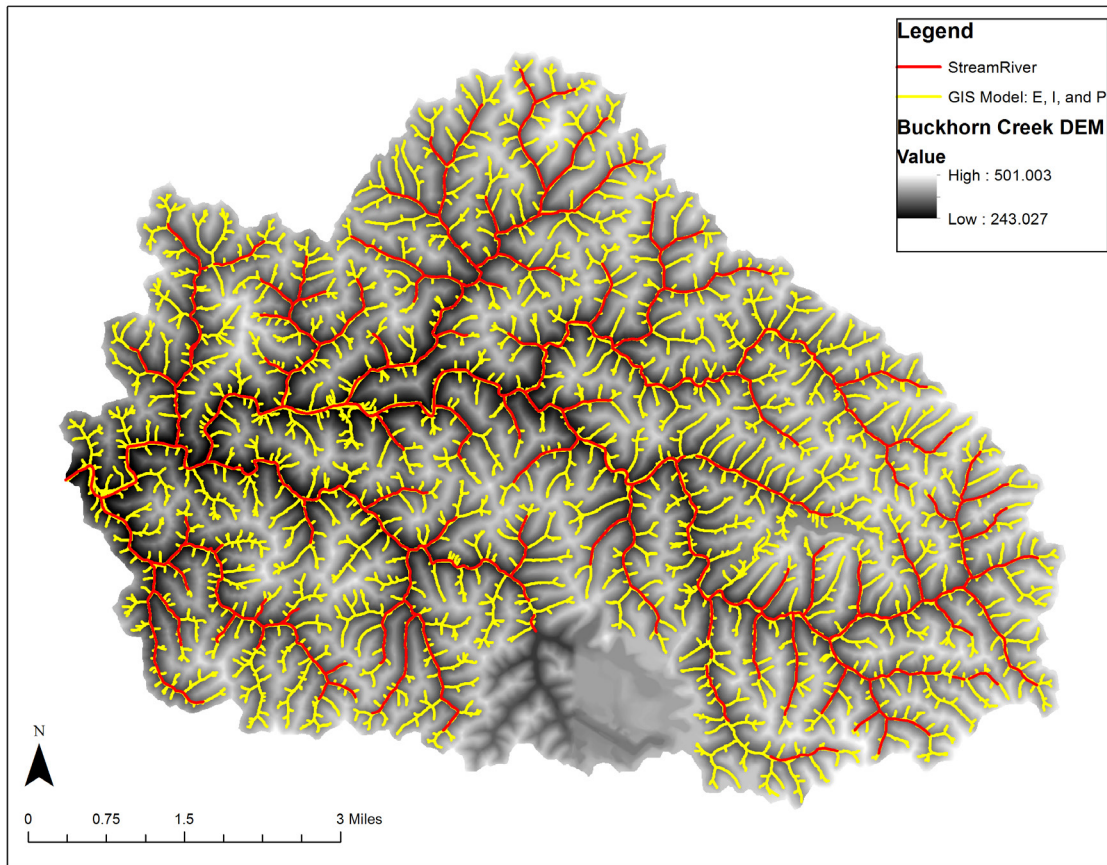 Legend
StreamRiver
GIS Model: E, I, and P
Buckhorn Creek DEM
Value
High : 501.003
Low : 243.027
N
0 0.75 1.5 3 Miles